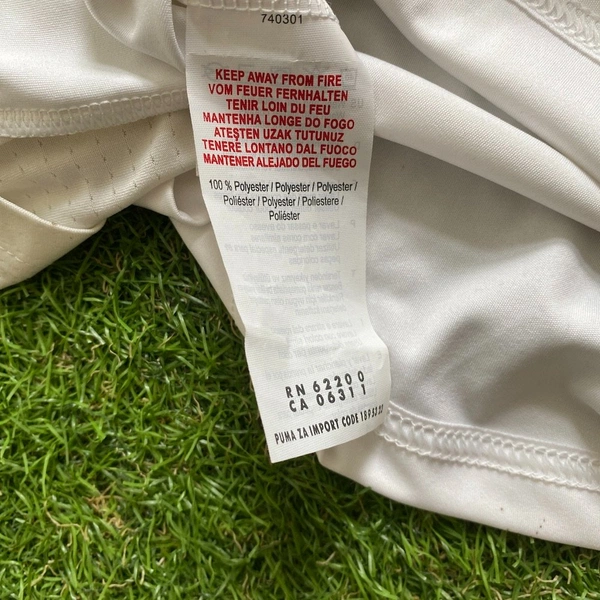 740301
KEEP AWAY FROM FIRE
VOM FEUER FERNHALTEN
TENIR LOIN DU FEU
MANTENHA LONGE DO FOGO
ATEŞTEN UZAK TUTUNUZ
TENERE LONTANO DAL FUOCO
MANTENER ALEJADO DEL FUEGO
100 % Polyester / Polyester / Polyester /
Poliéster / Polyester / Poliestere /
Poliéster
RN 62200
CA 06311
PUMA ZA IMPORT CODE